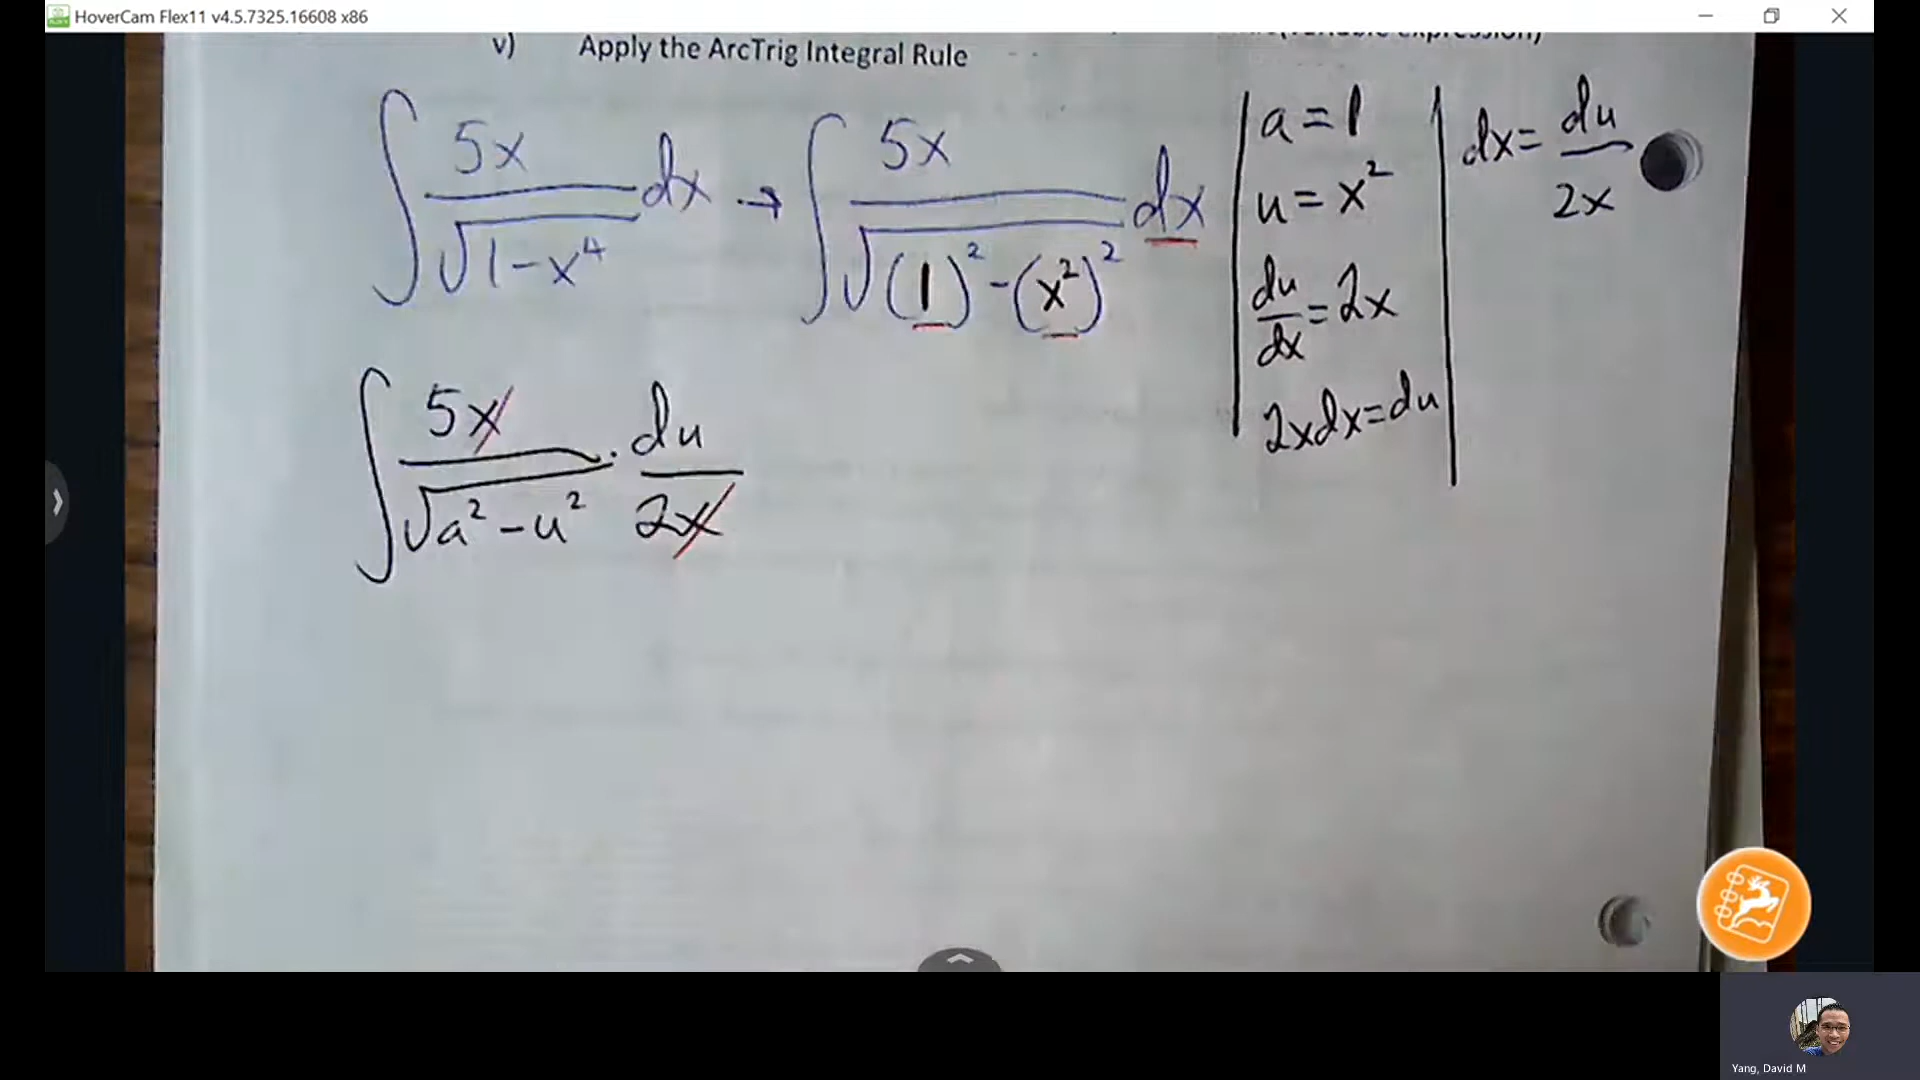 HoverCam Flex11 v4.5.7325.16608 x86
v) Apply the ArcTrig Integral Rule
∫ 5x/√(1-x⁴) dx → ∫ 5x/√((1)²-(x²)²) dx
a=1
u=x²
du/dx=2x
2xdx=du
dx=du/2x
∫ 5x/√(a²-u²) · du/2x
Yang, David M